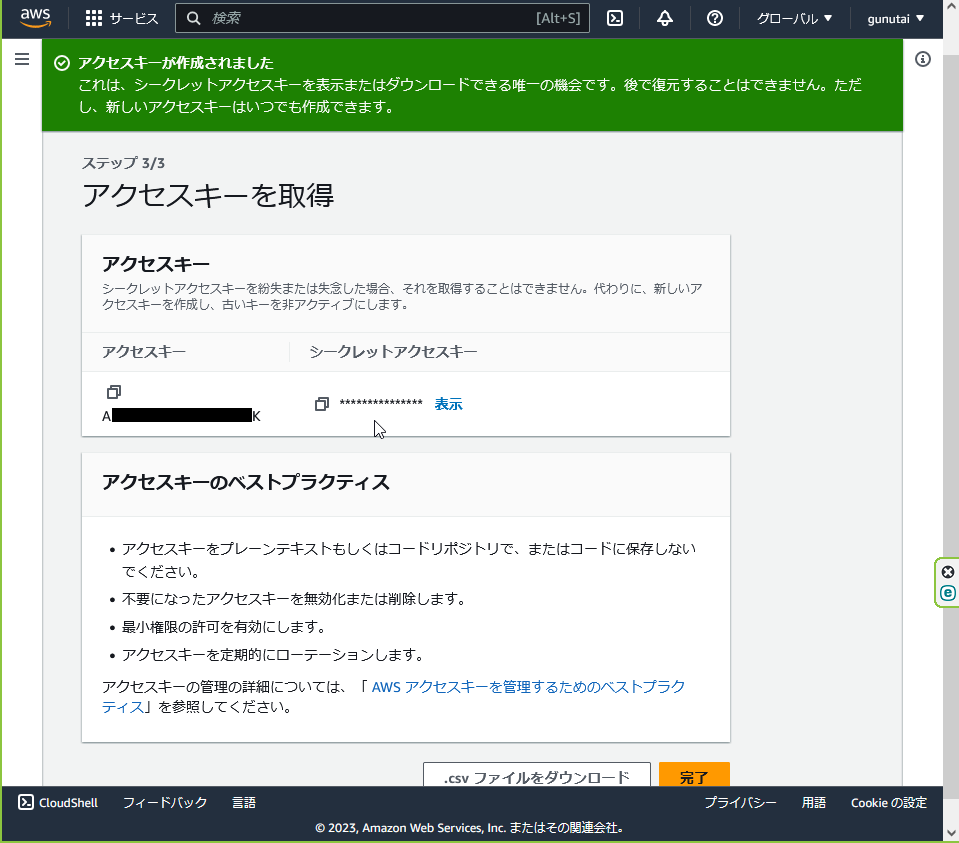 aws
サービス
検索
[Alt+S]
グローバル ▼
gunutai ▼
アクセスキーが作成されました
これは、シークレットアクセスキーを表示またはダウンロードできる唯一の機会です。後で復元することはできません。ただ
し、新しいアクセスキーはいつでも作成できます。
ステップ 3/3
アクセスキーを取得
アクセスキー
シークレットアクセスキーを紛失または失念した場合、それを取得することはできません。代わりに、新しいア
クセスキーを作成し、古いキーを非アクティブにします。
アクセスキー
シークレットアクセスキー
A
K
*************** 表示
アクセスキーのベストプラクティス
• アクセスキーをプレーンテキストもしくはコードリポジトリで、またはコードに保存しない
でください。
• 不要になったアクセスキーを無効化または削除します。
• 最小権限の許可を有効にします。
• アクセスキーを定期的にローテーションします。
アクセスキーの管理の詳細については、「 AWS アクセスキーを管理するためのベストプラク
ティス」を参照してください。
.csv ファイルをダウンロード
完了
CloudShell
フィードバック
言語
プライバシー
用語
Cookie の設定
© 2023, Amazon Web Services, Inc. またはその関連会社。